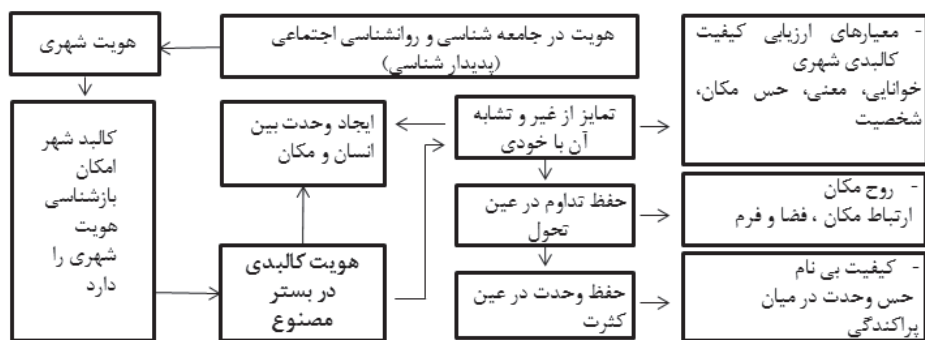 هویت شهری
هویت در جامعه شناسی و روانشناسی اجتماعی
(پدیدار شناسی)
- معیارهای ارزیابی کیفیت
کالبدی شهری
خوانایی، معنی، حس مکان،
شخصیت
کالبد شهر
امکان
بازشناسی
هویت
شهری را
دارد
ایجاد وحدت بین
انسان و مکان
تمایز از غیر و تشابه
آن با خودی
حفظ تداوم در عین
تحول
- روح مکان
ارتباط مکان ، فضا و فرم
هویت کالبدی
در بستر
مصنوع
حفظ وحدت در عین
کثرت
- کیفیت بی نام
حس وحدت در میان
پراکندگی